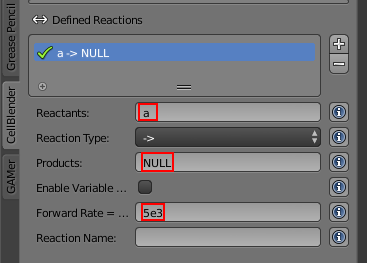 Grease Pencil
CellBlender
GAMer
Defined Reactions
a -> NULL
Reactants: a
Reaction Type: ->
Products: NULL
Enable Variable ...
Forward Rate = ... 5e3
Reaction Name: